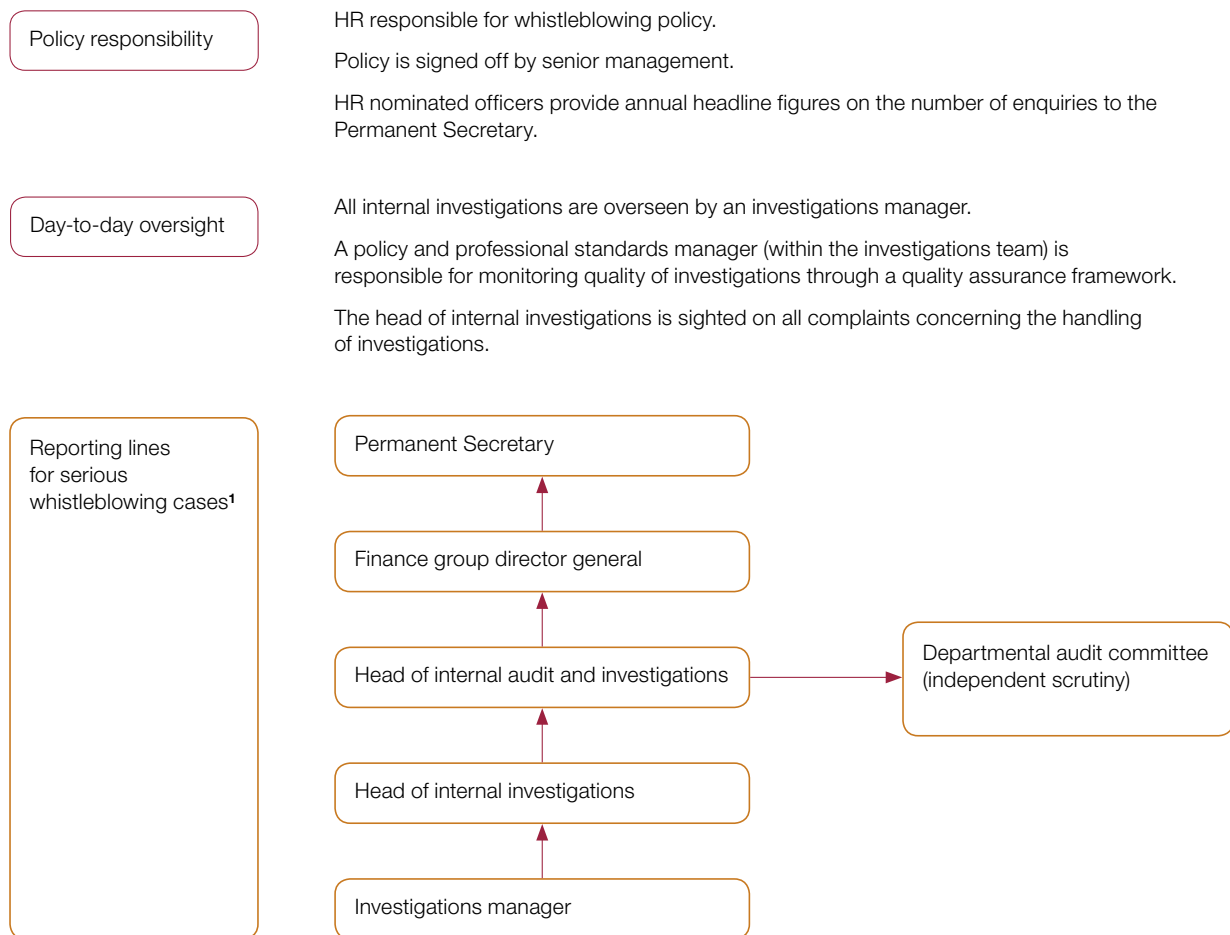 Policy responsibility
HR responsible for whistleblowing policy.
Policy is signed off by senior management.
HR nominated officers provide annual headline figures on the number of enquiries to the
Permanent Secretary.
Day-to-day oversight
All internal investigations are overseen by an investigations manager.
A policy and professional standards manager (within the investigations team) is
responsible for monitoring quality of investigations through a quality assurance framework.
The head of internal investigations is sighted on all complaints concerning the handling
of investigations.
Reporting lines
for serious
whistleblowing cases¹
Permanent Secretary
Finance group director general
Head of internal audit and investigations
Departmental audit committee
(independent scrutiny)
Head of internal investigations
Investigations manager